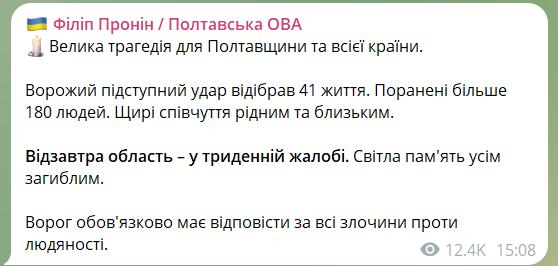 🇺🇦 Філіп Пронін / Полтавська ОВА
🕯Велика трагедія для Полтавщини та всієї країни.
Ворожий підступний удар відібрав 41 життя. Поранені більше
180 людей. Щирі співчуття рідним та близьким.
Відзавтра область – у триденній жалобі. Світла пам'ять усім
загиблим.
Ворог обов'язково має відповісти за всі злочини проти
людяності.
12.4K 15:08